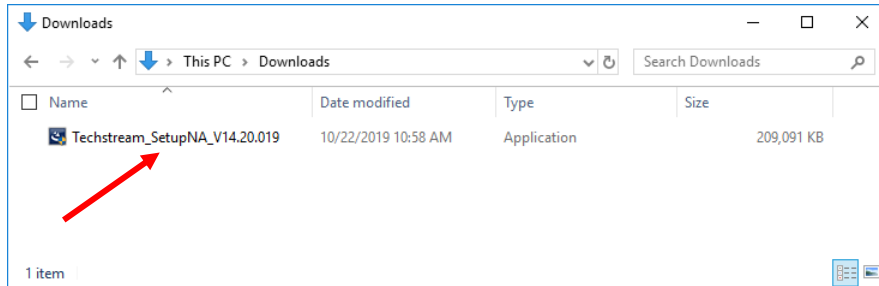 Downloads
This PC > Downloads Search Downloads
Name Date modified Type Size
Techstream_SetupNA_V14.20.019 10/22/2019 10:58 AM Application 209,091 KB
1 item